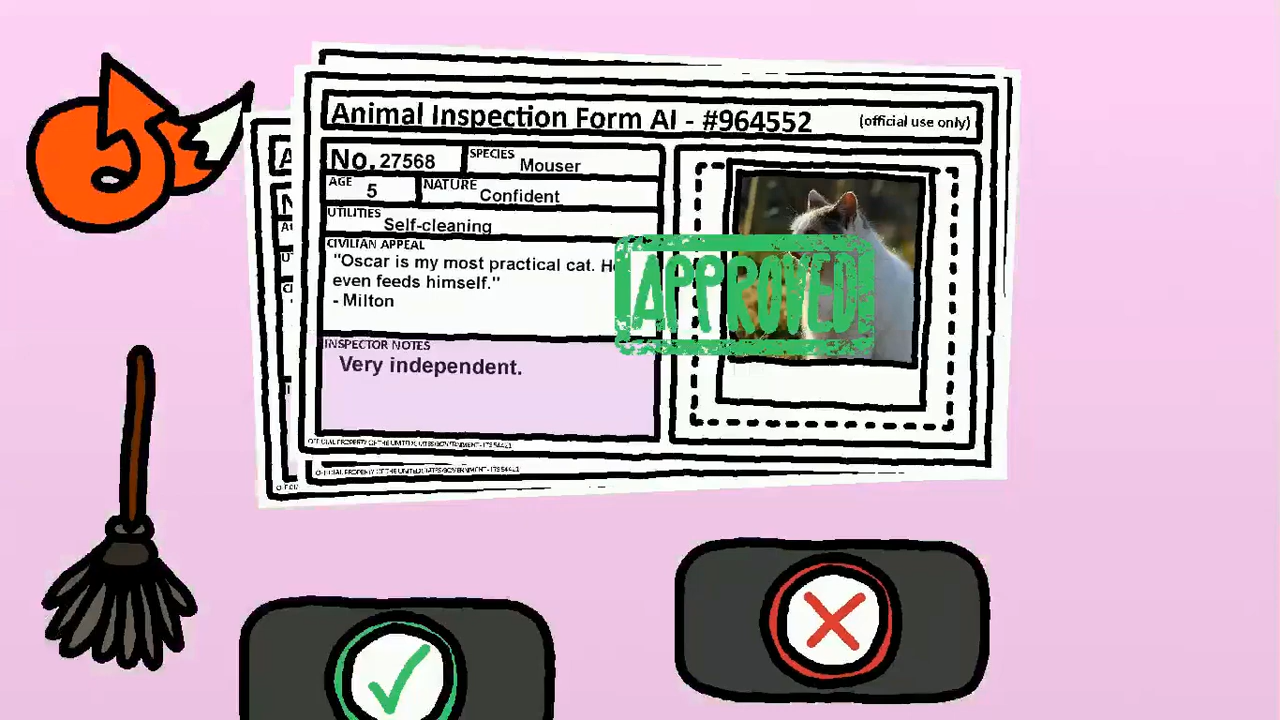 Animal Inspection Form AI - #964552
(official use only)
No. 27568
SPECIES
Mouser
AGE 5
NATURE
Confident
UTILITIES
Self-cleaning
CIVILIAN APPEAL
"Oscar is my most practical cat. He
even feeds himself."
- Milton
INSPECTOR NOTES
Very independent.
APPROVED!